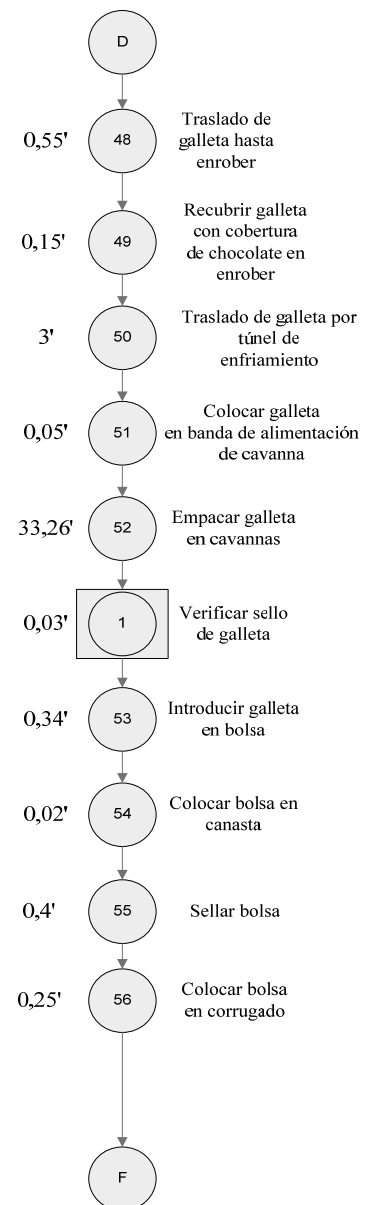 D
0,55'
48
Traslado de
galleta hasta
enrober
0,15'
49
Recubrir galleta
con cobertura
de chocolate en
enrober
3'
50
Traslado de galleta por
túnel de
enfriamiento
0,05'
51
Colocar galleta
en banda de alimentación
de cavanna
33,26'
52
Empacar galleta
en cavannas
0,03'
1
Verificar sello
de galleta
0,34'
53
Introducir galleta
en bolsa
0,02'
54
Colocar bolsa en
canasta
0,4'
55
Sellar bolsa
0,25'
56
Colocar bolsa
en corrugado
F